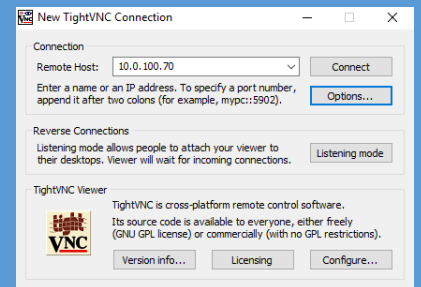 New TightVNC Connection
Connection
Remote Host: 10.0.100.70 Connect
Enter a name or an IP address. To specify a port number,
append it after two colons (for example, mypc::5902). Options...
Reverse Connections
Listening mode allows people to attach your viewer to
their desktops. Viewer will wait for incoming connections. Listening mode
TightVNC Viewer
TightVNC is cross-platform remote control software.
Its source code is available to everyone, either freely
(GNU GPL license) or commercially (with no GPL restrictions).
tight
VNC
Version info... Licensing Configure...